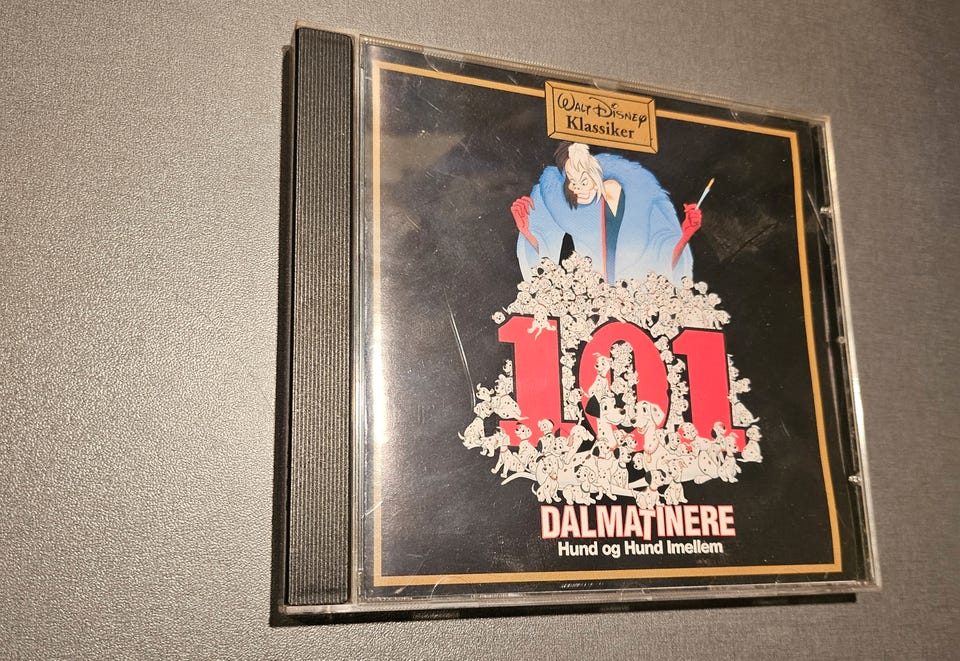 Walt Disney
Klassiker
101
DALMATINERE
Hund og Hund Imellem